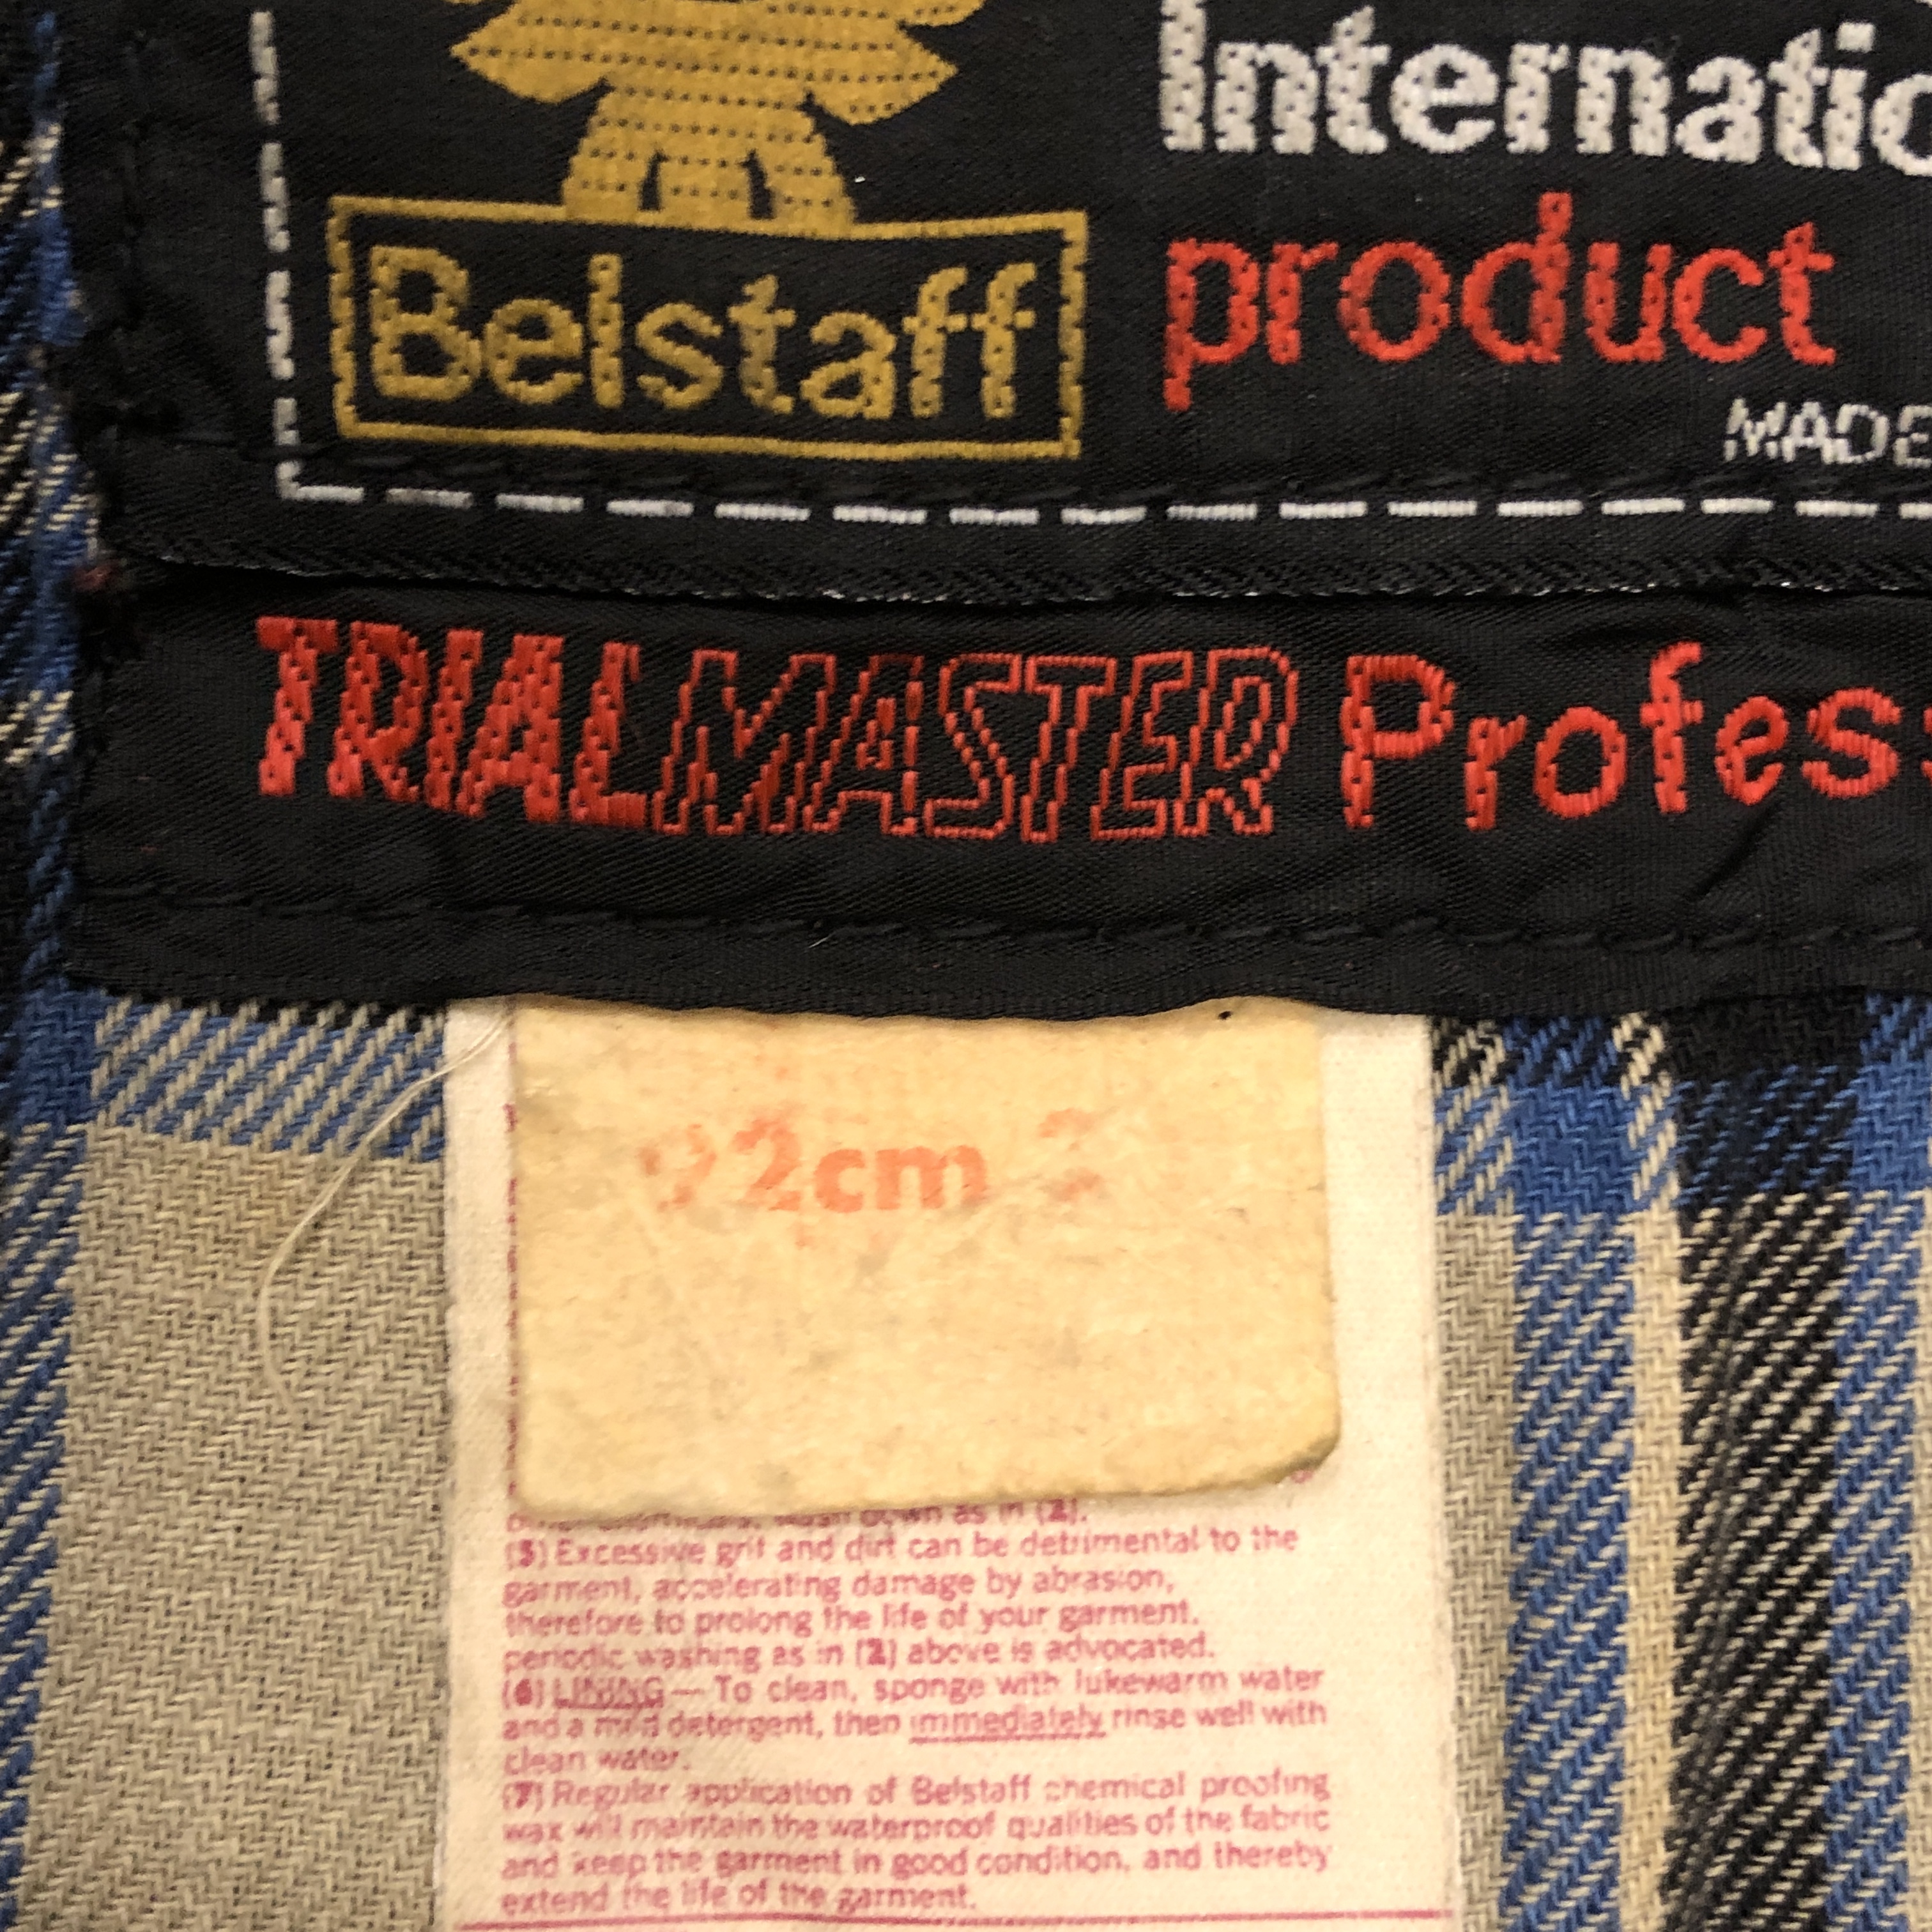 Internatio
product
Belstaff
MADE
TRIALMASTER Profes
2cm
down as in (2).
(5) Excessive grit and dirt can be detrimental to the
garment, accelerating damage by abrasion,
therefore to prolong the life of your garment,
periodic washing as in (2) above is advocated.
(6) LINING — To clean, sponge with lukewarm water
and a mild detergent, then immediately rinse well with
clean water.
(7) Regular application of Belstaff chemical proofing
wax will maintain the waterproof qualities of the fabric
and keep the garment in good condition, and thereby
extend the life of the garment.